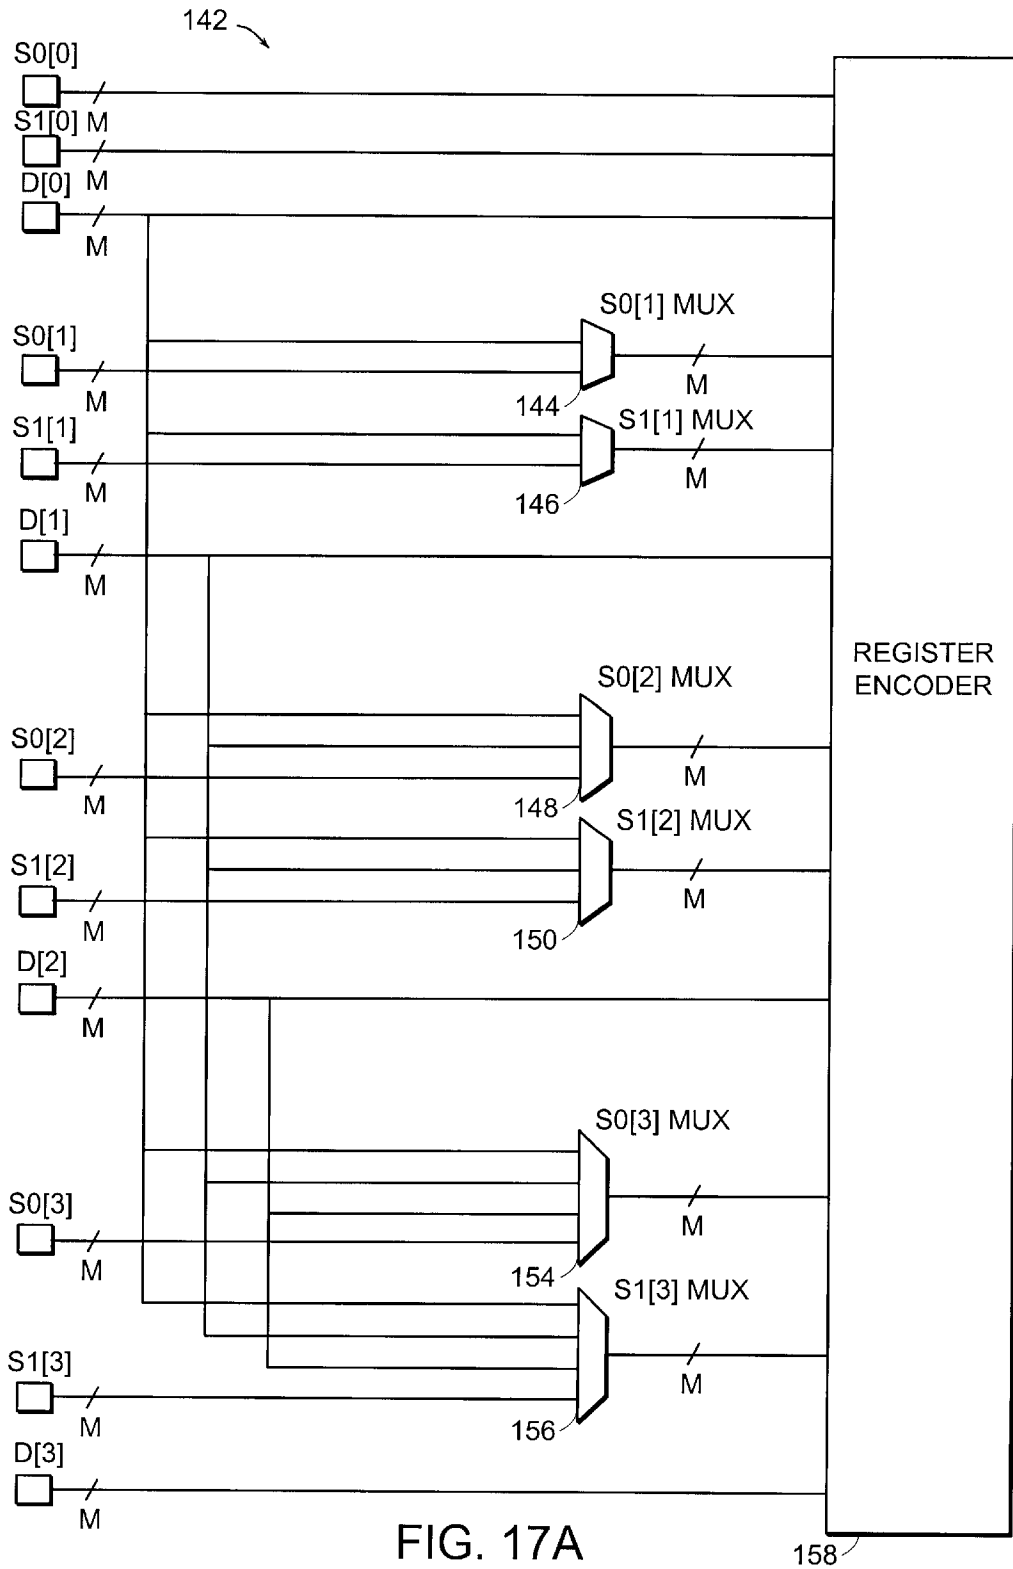 142
S0[0]
M
S1[0]
M
D[0]
M
S0[1] MUX
S0[1]
M
M
144
S1[1] MUX
S1[1]
M
M
146
D[1]
M
REGISTER
ENCODER
S0[2] MUX
S0[2]
M
M
148
S1[2] MUX
S1[2]
M
M
150
D[2]
M
S0[3] MUX
S0[3]
M
M
154
S1[3] MUX
S1[3]
M
M
156
D[3]
M
FIG. 17A
158